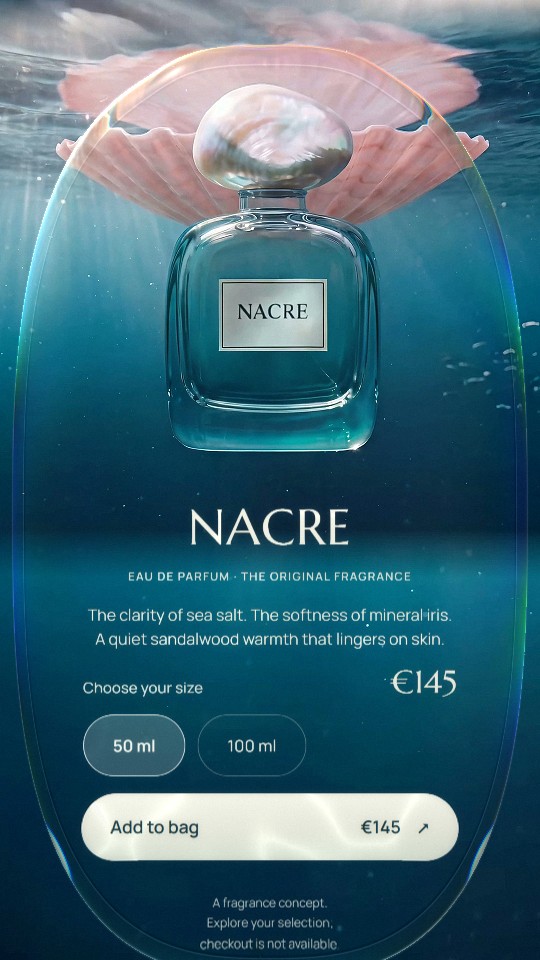 NACRE
NACRE
EAU DE PARFUM · THE ORIGINAL FRAGRANCE
The clarity of sea salt. The softness of mineral iris.
A quiet sandalwood warmth that lingers on skin.
Choose your size
€145
50 ml
100 ml
Add to bag €145 ↗
A fragrance concept.
Explore your selection,
checkout is not available.